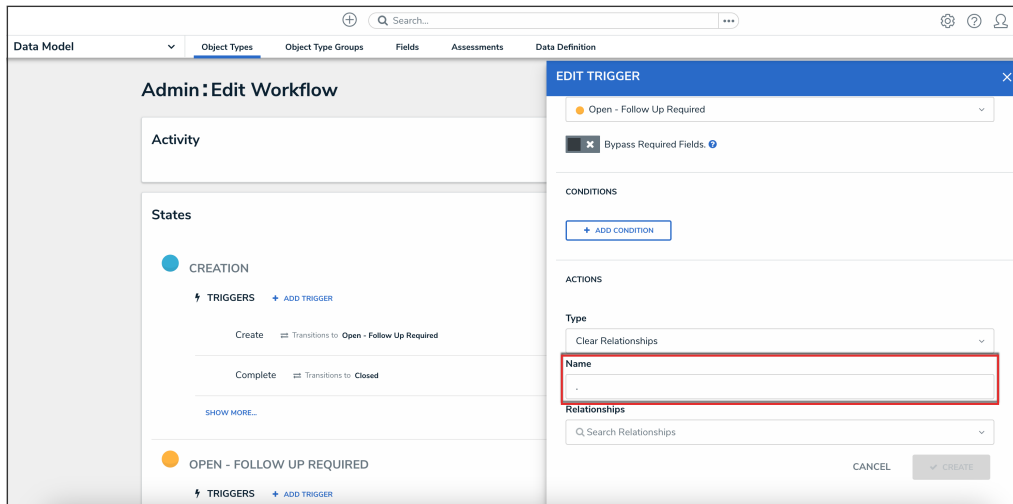 Search...
Data Model
Object Types
Object Type Groups
Fields
Assessments
Data Definition
Admin : Edit Workflow
Activity
States
CREATION
TRIGGERS + ADD TRIGGER
Create Transitions to Open - Follow Up Required
Complete Transitions to Closed
SHOW MORE...
OPEN - FOLLOW UP REQUIRED
TRIGGERS + ADD TRIGGER
EDIT TRIGGER
Open - Follow Up Required
Bypass Required Fields.
CONDITIONS
+ ADD CONDITION
ACTIONS
Type
Clear Relationships
Name
.
Relationships
Search Relationships
CANCEL
CREATE